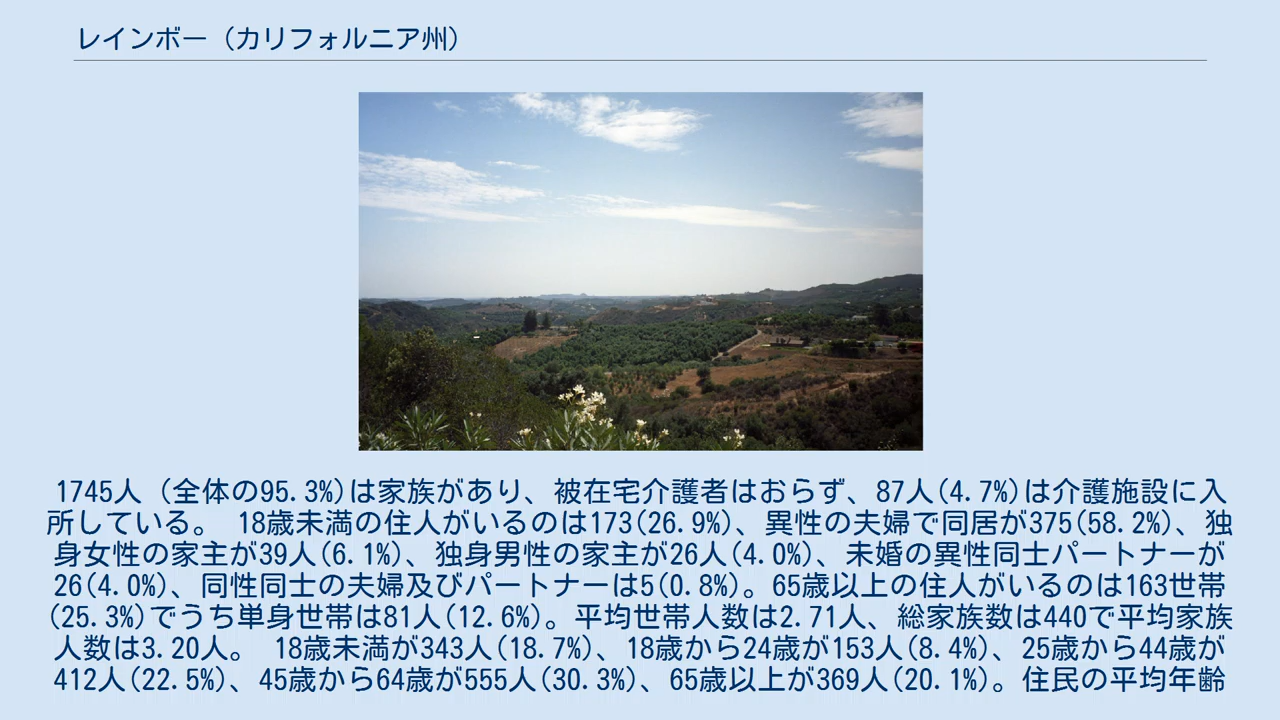 レインボー（カリフォルニア州）
1745人（全体の95.3%)は家族があり、被在宅介護者はおらず、87人(4.7%)は介護施設に入
所している。 18歳未満の住人がいるのは173(26.9%)、異性の夫婦で同居が375(58.2%)、独
身女性の家主が39人(6.1%)、独身男性の家主が26人(4.0%)、未婚の異性同士パートナーが
26(4.0%)、同性同士の夫婦及びパートナーは5(0.8%)。65歳以上の住人がいるのは163世帯
(25.3%)でうち単身世帯は81人(12.6%)。平均世帯人数は2.71人、総家族数は440で平均家族
人数は3.20人。 18歳未満が343人(18.7%)、18歳から24歳が153人(8.4%)、25歳から44歳が
412人(22.5%)、45歳から64歳が555人(30.3%)、65歳以上が369人(20.1%)。住民の平均年齢